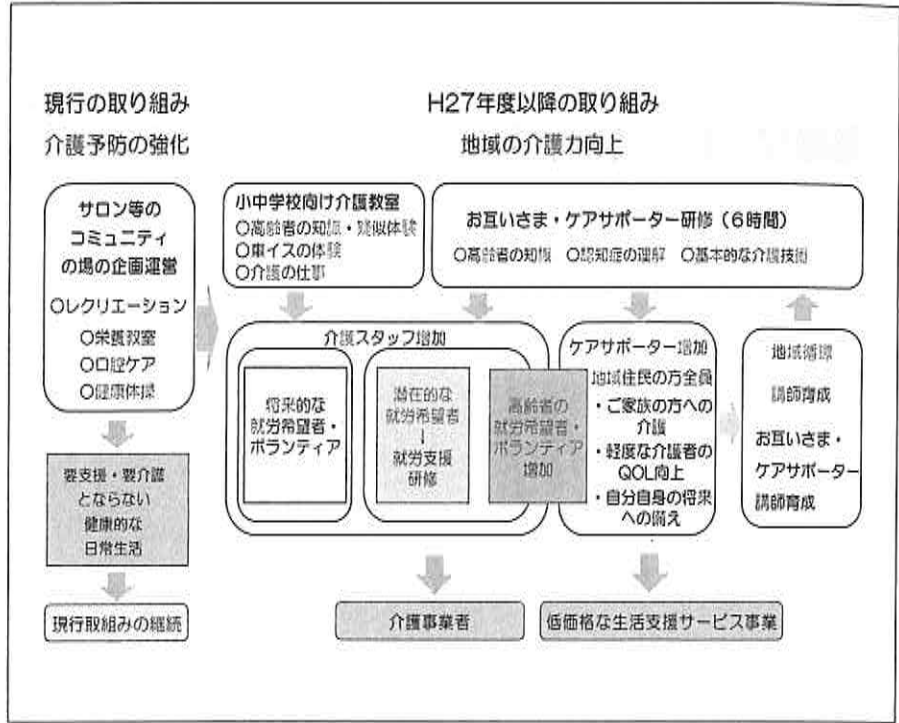 現行の取り組み
介護予防の強化
H27年度以降の取り組み
地域の介護力向上
サロン等の
コミュニティ
の場の企画運営
○レクリエーション
○栄養教室
○口腔ケア
○健康体操
要支援・要介護
とならない
健康的な
日常生活
現行取組みの継続
小中学校向け介護教室
○高齢者の知識・疑似体験
○車イスの体験
○介護の仕事
お互いさま・ケアサポーター研修（6時間）
○高齢者の知識 ○認知症の理解 ○基本的な介護技術
介護スタッフ増加
将来的な
就労希望者・
ボランティア
潜在的な
就労希望者
↓
就労支援
研修
高齢者の
就労希望者・
ボランティア
増加
ケアサポーター増加
地域住民の方全員
・ご家族の方への
介護
・軽度な介護者の
QOL向上
・自分自身の将来
への備え
地域循環
講師育成
お互いさま・
ケアサポーター
講師育成
介護事業者
低価格な生活支援サービス事業